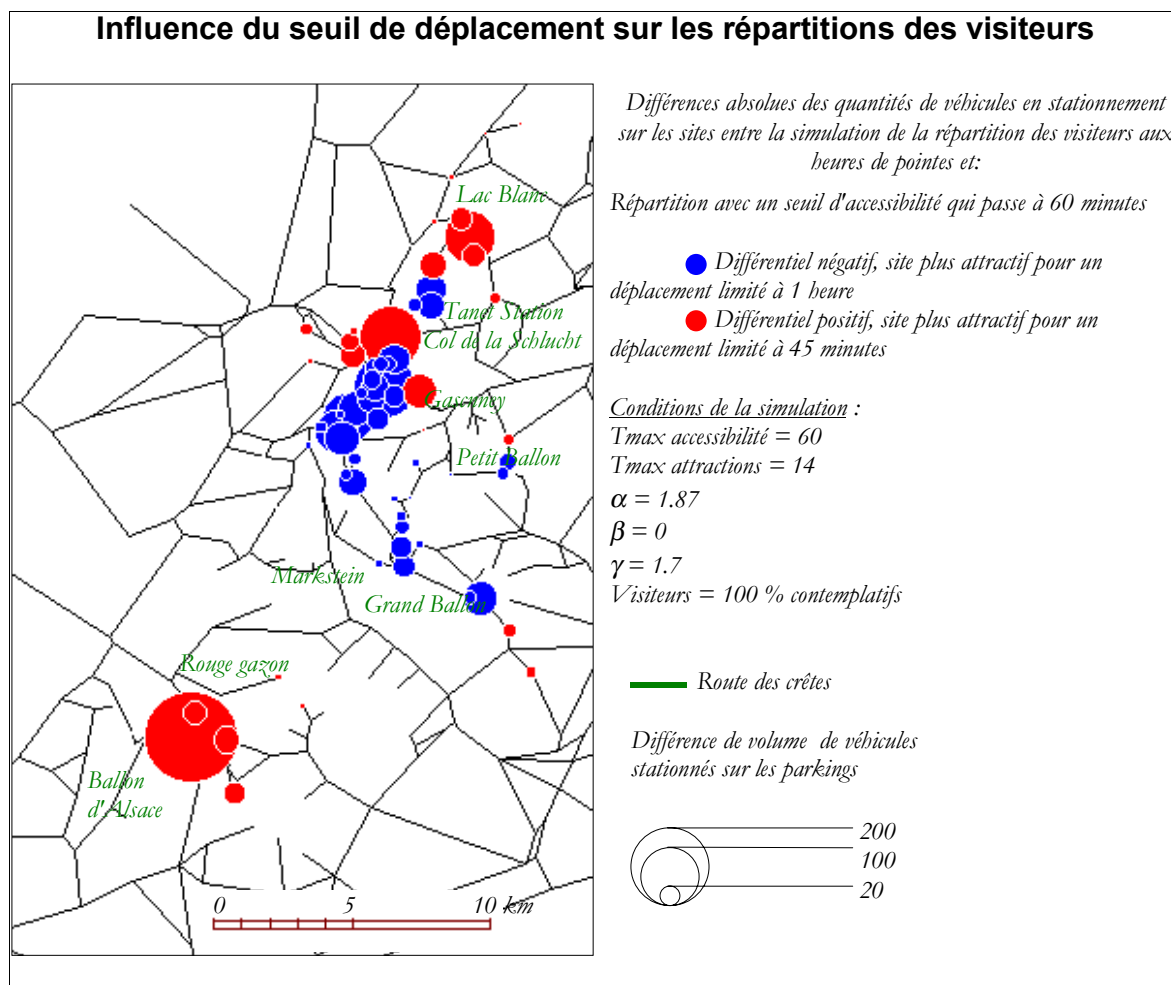 Influence du seuil de déplacement sur les répartitions des visiteurs
Différences absolues des quantités de véhicules en stationnement
sur les sites entre la simulation de la répartition des visiteurs aux
heures de pointes et:
Répartition avec un seuil d'accessibilité qui passe à 60 minutes
Différentiel négatif, site plus attractif pour un
déplacement limité à 1 heure
Différentiel positif, site plus attractif pour un
déplacement limité à 45 minutes
Conditions de la simulation :
Tmax accessibilité = 60
Tmax attractions = 14
α = 1.87
β = 0
γ = 1.7
Visiteurs = 100 % contemplatifs
Route des crêtes
Différence de volume de véhicules
stationnés sur les parkings
200
100
20
Lac Blanc
Tanet Station
Col de la Schlucht
Gaschney
Petit Ballon
Markstein
Grand Ballon
Rouge gazon
Ballon
d'Alsace
0 5 10 km